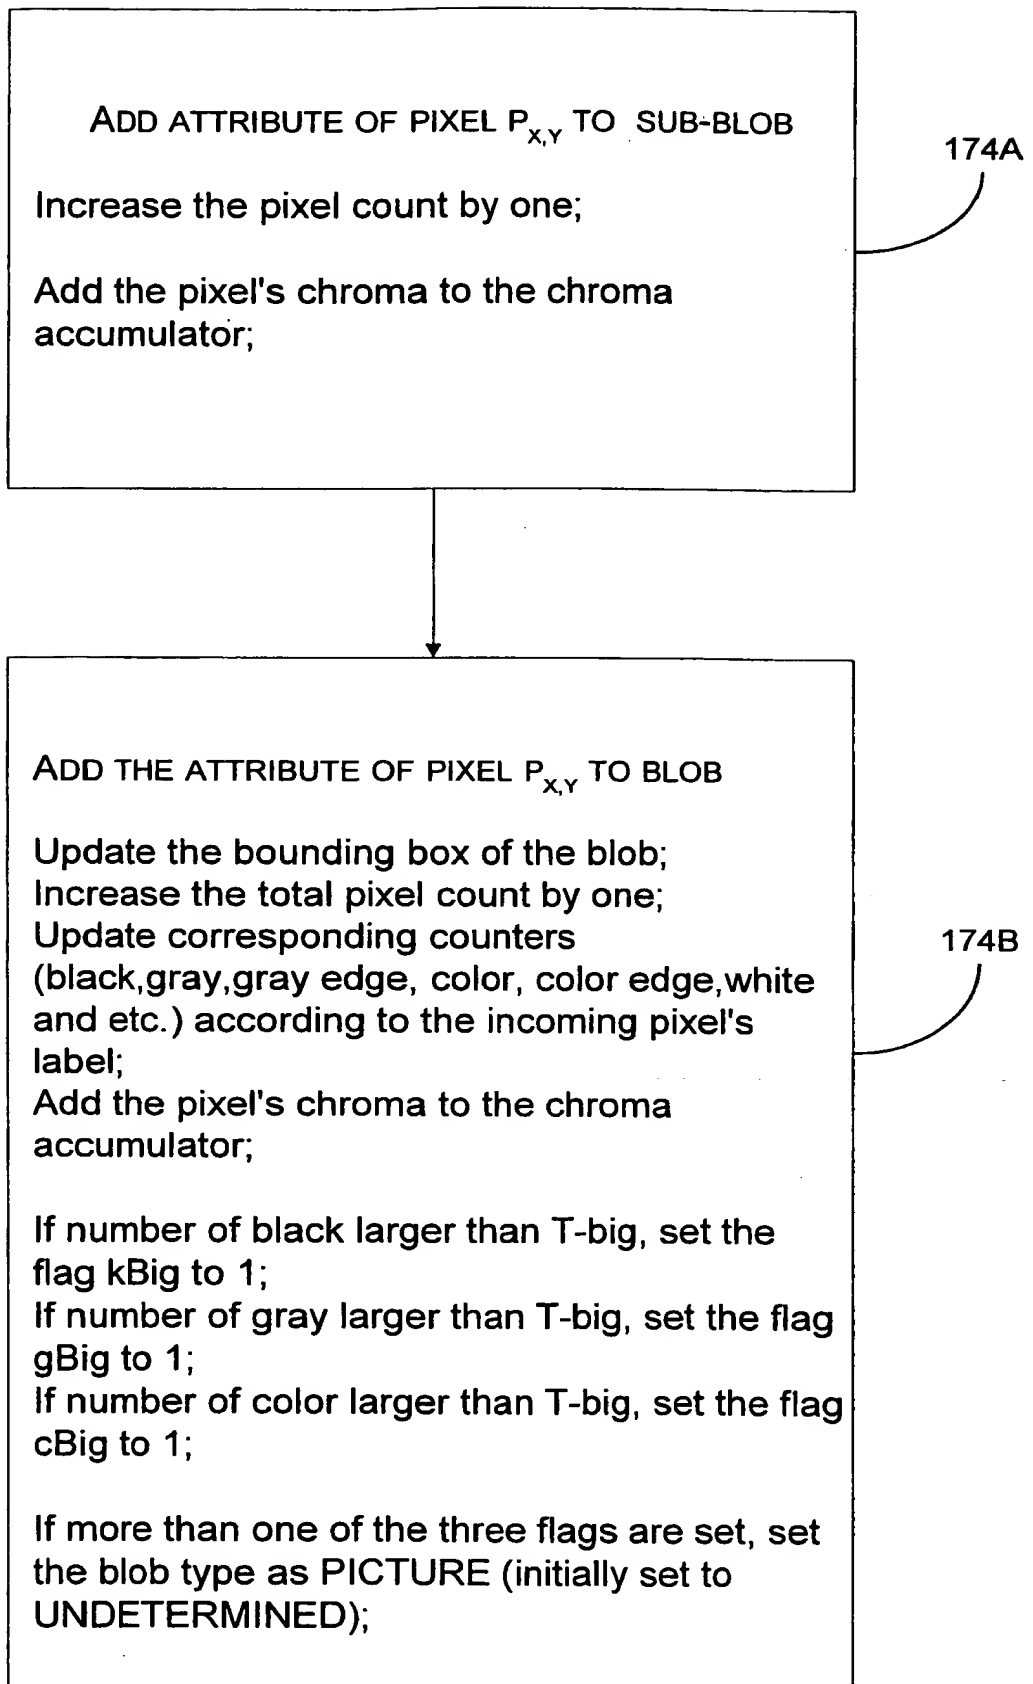 ADD ATTRIBUTE OF PIXEL PX,Y TO SUB-BLOB
174A
Increase the pixel count by one;
Add the pixel's chroma to the chroma
accumulator;
ADD THE ATTRIBUTE OF PIXEL PX,Y TO BLOB
Update the bounding box of the blob;
Increase the total pixel count by one;
Update corresponding counters
174B
(black,gray,gray edge, color, color edge,white
and etc.) according to the incoming pixel's
label;
Add the pixel's chroma to the chroma
accumulator;
If number of black larger than T-big, set the
flag kBig to 1;
If number of gray larger than T-big, set the flag
gBig to 1;
If number of color larger than T-big, set the flag
cBig to 1;
If more than one of the three flags are set, set
the blob type as PICTURE (initially set to
UNDETERMINED);